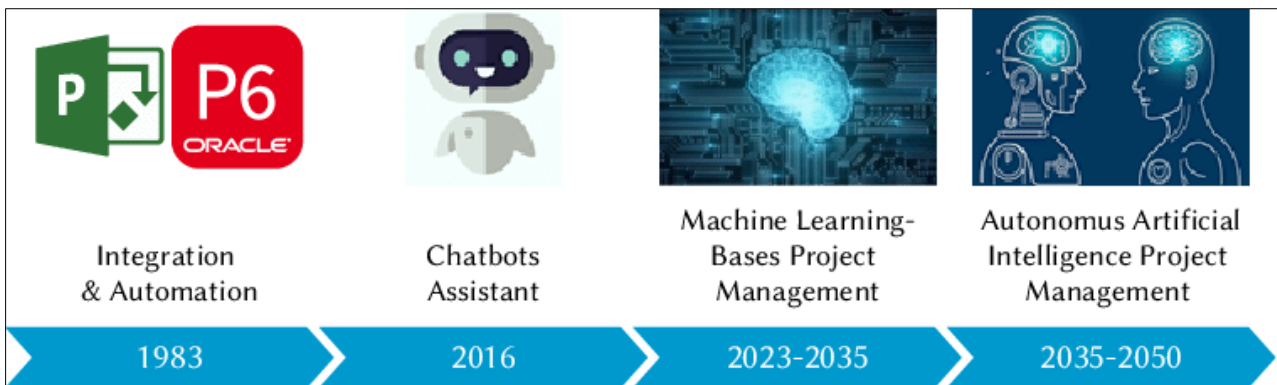 P
P6
ORACLE
Integration
& Automation
Chatbots
Assistant
Machine Learning-
Bases Project
Management
Autonomus Artificial
Intelligence Project
Management
1983
2016
2023-2035
2035-2050